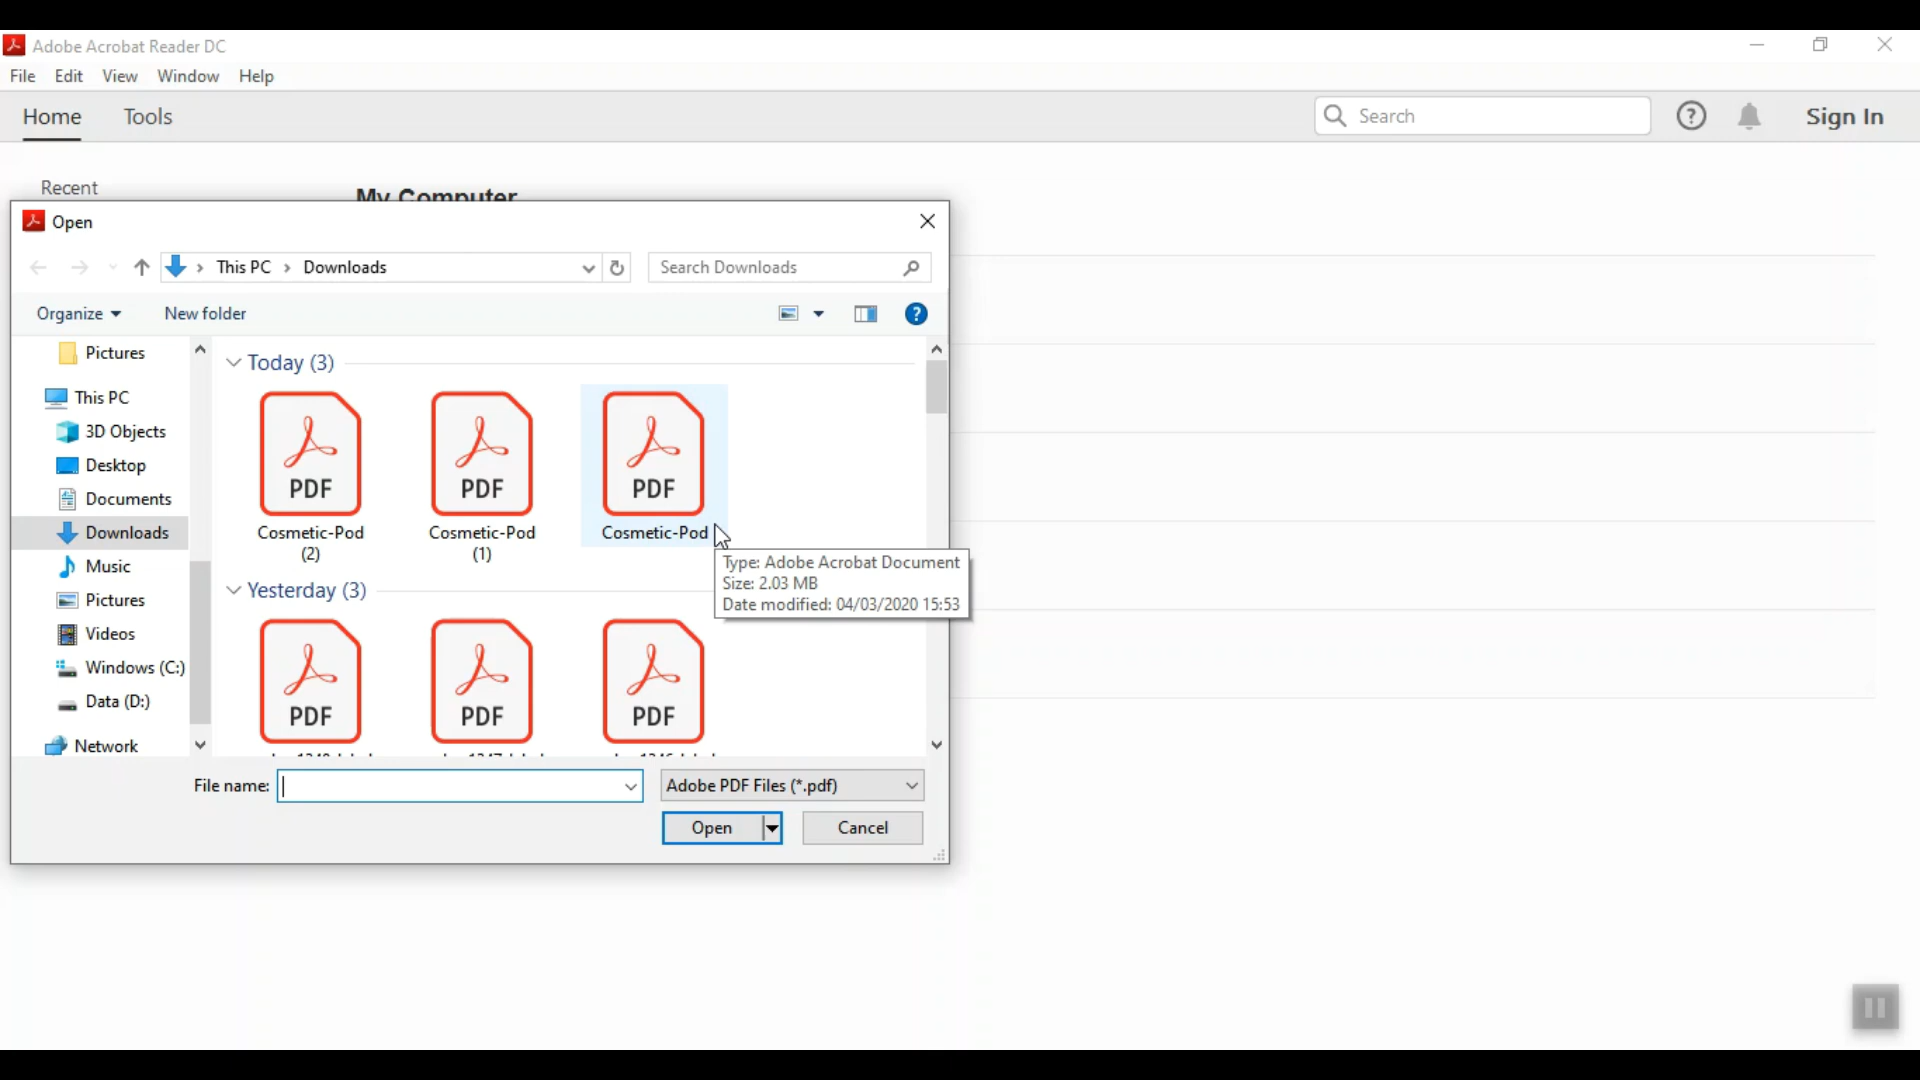 Adobe Acrobat Reader DC
File Edit View Window Help
Home Tools Search ? Sign In
Recent
My Computer
Open
This PC > Downloads Search Downloads
Organize New folder ?
Pictures
This PC
3D Objects
Desktop
Documents
Downloads
Music
Pictures
Videos
Windows (C:)
Data (D:)
Network
Today (3)
PDF PDF PDF
Cosmetic-Pod Cosmetic-Pod Cosmetic-Pod
(2) (1)
Type: Adobe Acrobat Document
Size: 2.03 MB
Date modified: 04/03/2020 15:53
Yesterday (3)
PDF PDF PDF
File name: Adobe PDF Files (*.pdf)
Open Cancel